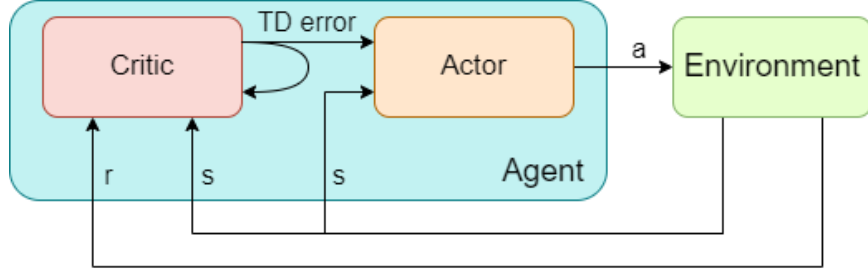 TD error
Critic
Actor
a
Environment
r
s
s
Agent